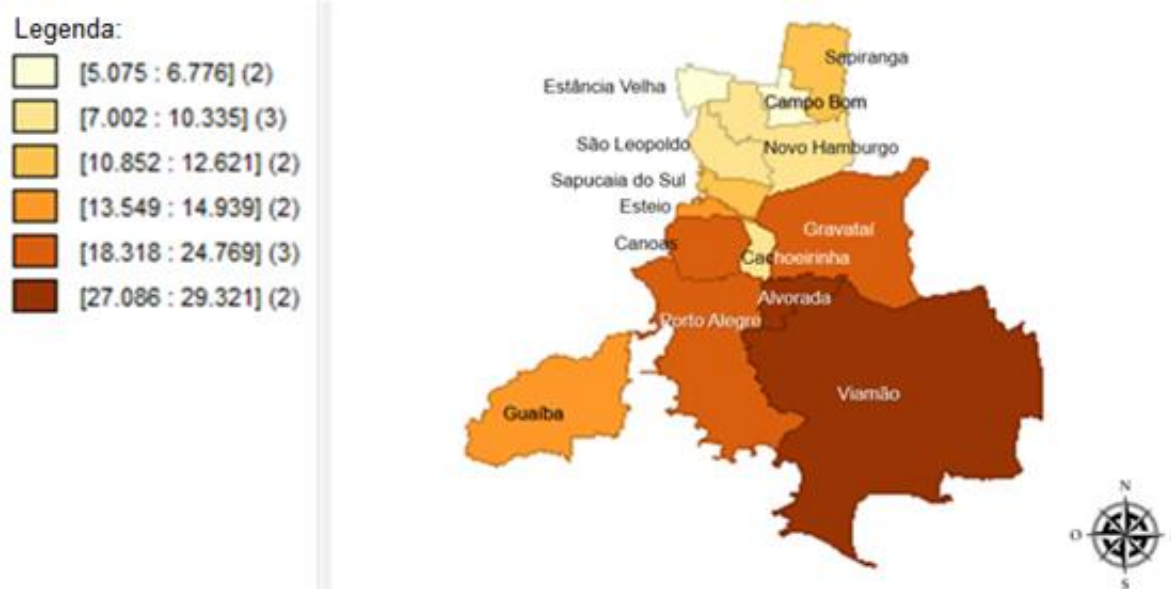 Legenda:
[5.075 : 6.776] (2)
[7.002 : 10.335] (3)
[10.852 : 12.621] (2)
[13.549 : 14.939] (2)
[18.318 : 24.769] (3)
[27.086 : 29.321] (2)
Sapiranga
Estância Velha
Campo Bom
São Leopoldo
Novo Hamburgo
Sapucaia do Sul
Esteio
Gravataí
Canoas
Cachoeirinha
Alvorada
Porto Alegre
Viamão
Guaíba
N
O
S